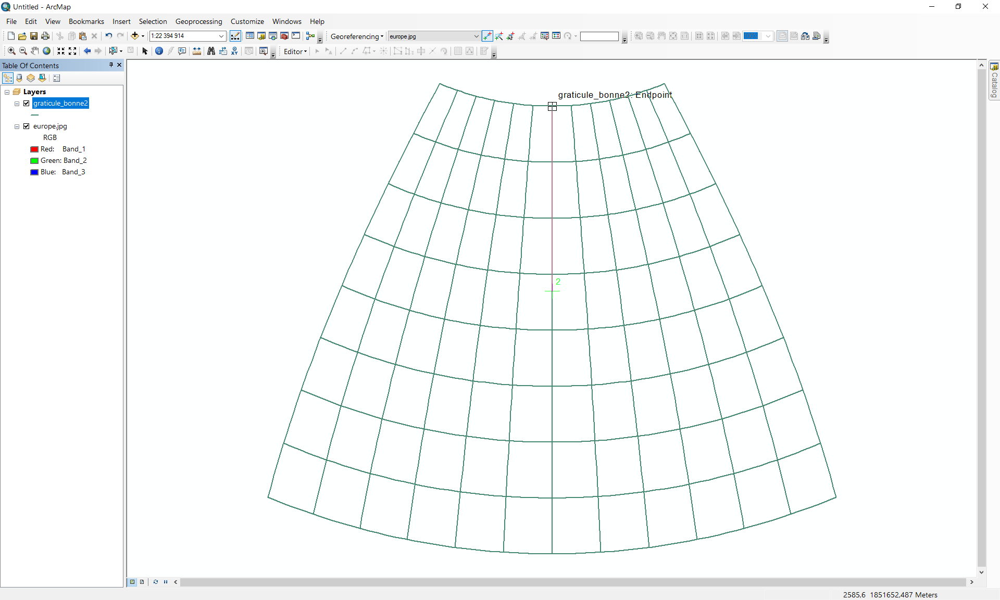 Untitled - ArcMap
File Edit View Bookmarks Insert Selection Geoprocessing Customize Windows Help
1:22 394 914 Georeferencing europe.jpg 100%
Editor
Table Of Contents
Layers
graticule_bonne2
europe.jpg
RGB
Red: Band_1
Green: Band_2
Blue: Band_3
graticule_bonne2: Endpoint
2
Catalog
2585,6 1851652,487 Meters